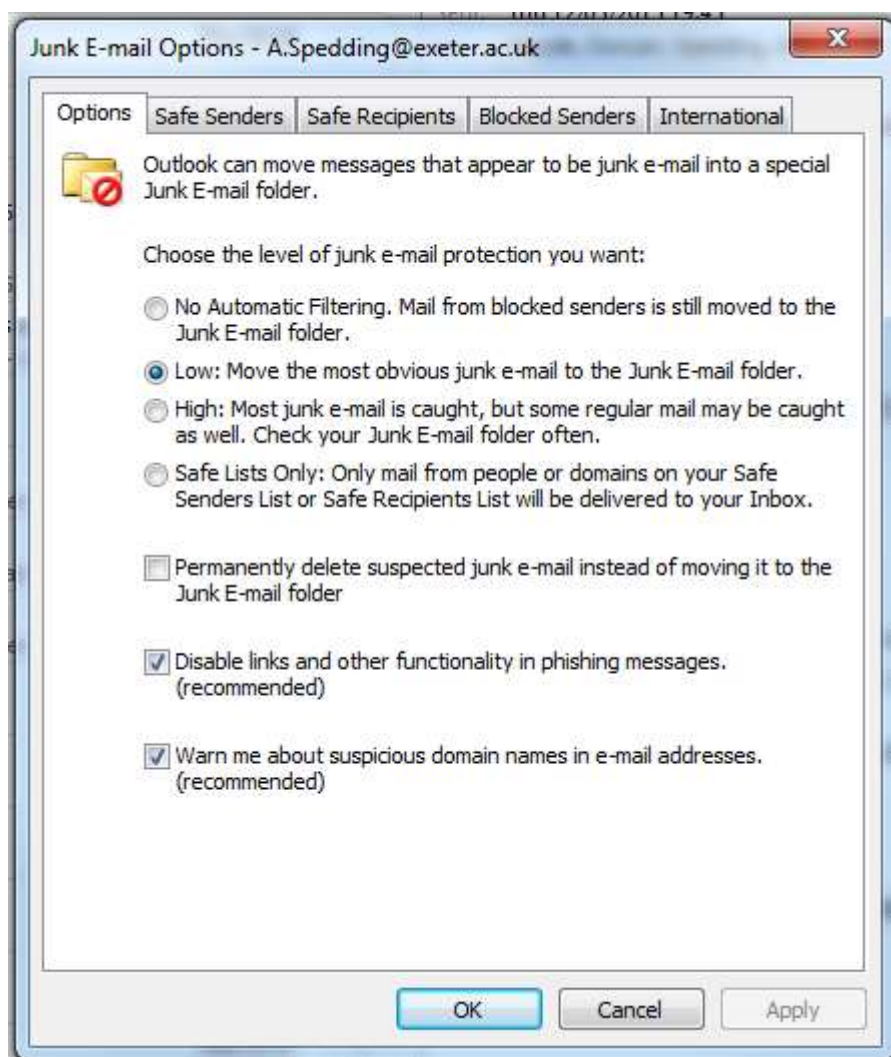 Junk E-mail Options - A.Spedding@exeter.ac.uk
Options Safe Senders Safe Recipients Blocked Senders International
Outlook can move messages that appear to be junk e-mail into a special
Junk E-mail folder.
Choose the level of junk e-mail protection you want:
No Automatic Filtering. Mail from blocked senders is still moved to the
Junk E-mail folder.
Low: Move the most obvious junk e-mail to the Junk E-mail folder.
High: Most junk e-mail is caught, but some regular mail may be caught
as well. Check your Junk E-mail folder often.
Safe Lists Only: Only mail from people or domains on your Safe
Senders List or Safe Recipients List will be delivered to your Inbox.
Permanently delete suspected junk e-mail instead of moving it to the
Junk E-mail folder
Disable links and other functionality in phishing messages.
(recommended)
Warn me about suspicious domain names in e-mail addresses.
(recommended)
OK Cancel Apply